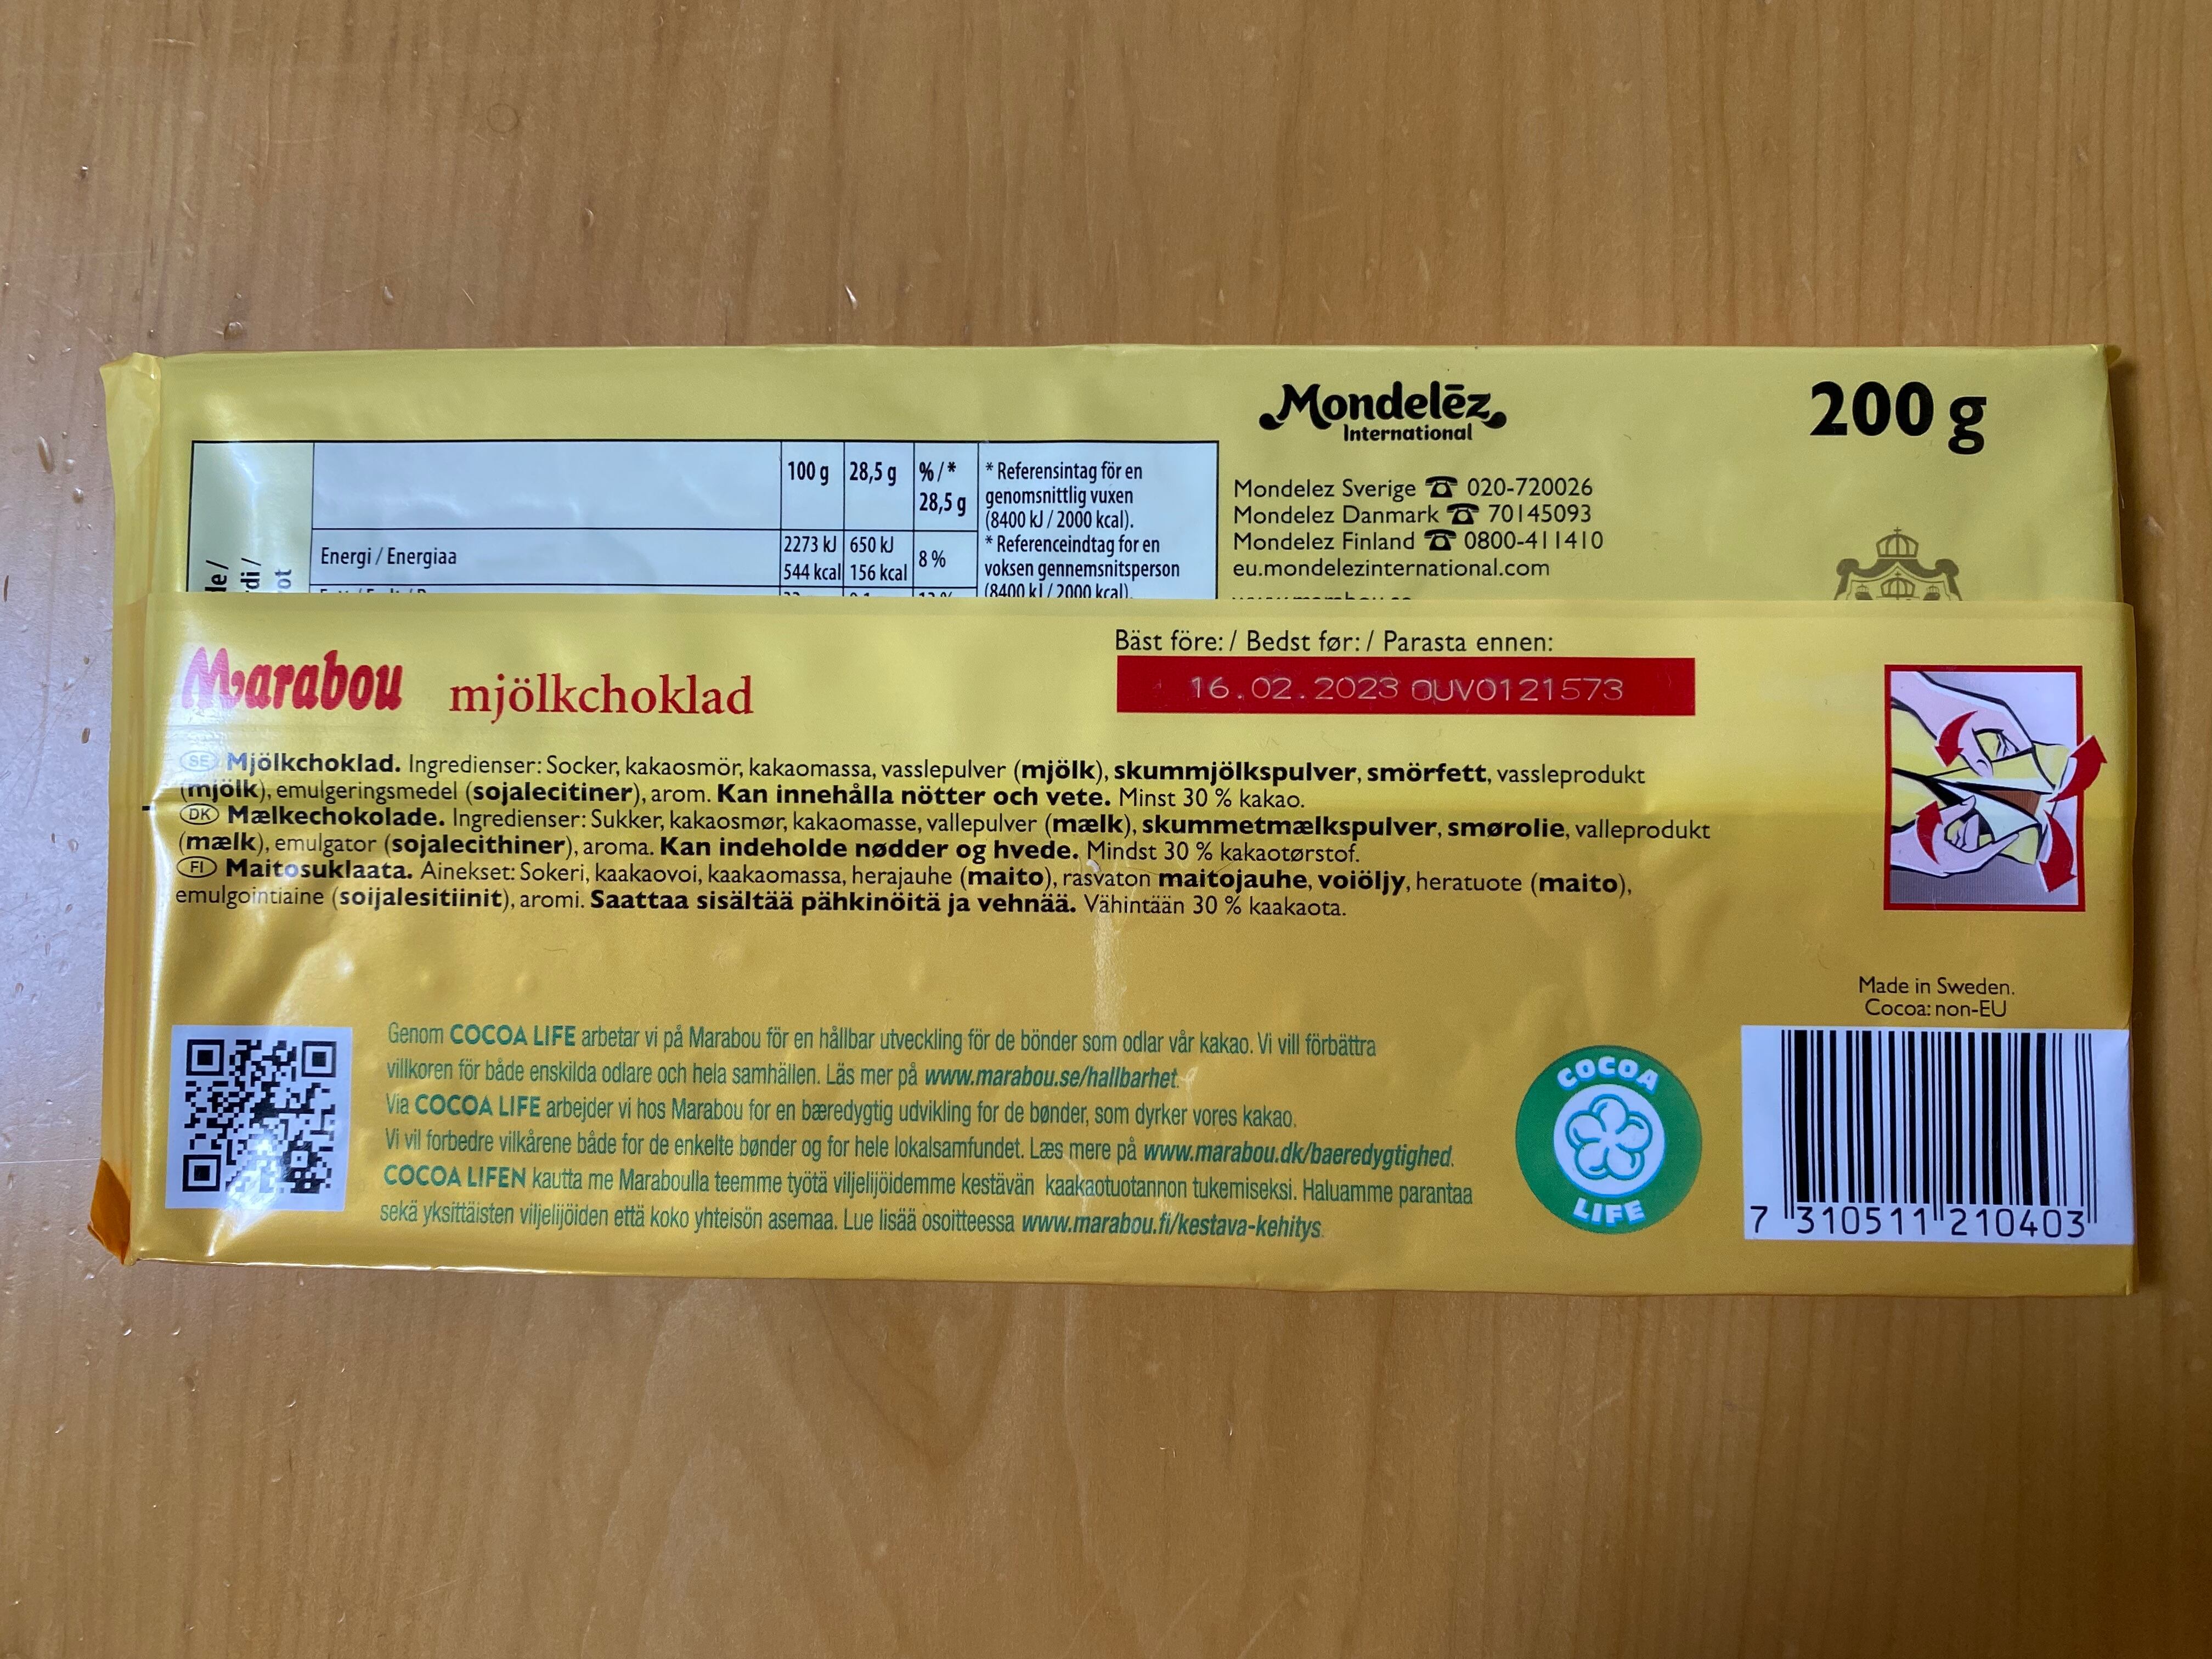 Mondelēz
International
200 g
100 g 28,5 g % / *
28,5 g
* Referensintag för en
genomsnittlig vuxen
(8400 kJ / 2000 kcal).
* Referenceindtag for en
voksen gennemsnitsperson
(8400 kJ / 2000 kcal).
Energi / Energiaa
2273 kJ 650 kJ
8 %
544 kcal 156 kcal
Mondelez Sverige ☎ 020-720026
Mondelez Danmark ☎ 70145093
Mondelez Finland ☎ 0800-411410
eu.mondelezinternational.com
Marabou mjölkchoklad
Bäst före: / Bedst før: / Parasta ennen:
16.02.2023 OUV0121573
SE Mjölkchoklad. Ingredienser: Socker, kakaosmör, kakaomassa, vasslepulver (mjölk), skummjölkspulver, smörfett, vassleprodukt
(mjölk), emulgeringsmedel (sojalecitiner), arom. Kan innehålla nötter och vete. Minst 30 % kakao.
DK Mælkechokolade. Ingredienser: Sukker, kakaosmør, kakaomasse, vallepulver (mælk), skummetmælkspulver, smørolie, valleprodukt
(mælk), emulgator (sojalecithiner), aroma. Kan indeholde nødder og hvede. Mindst 30 % kakaotørstof.
FI Maitosuklaata. Ainekset: Sokeri, kaakaovoi, kaakaomassa, herajauhe (maito), rasvaton maitojauhe, voiöljy, heratuote (maito),
emulgointiaine (soijalesitiinit), aromi. Saattaa sisältää pähkinöitä ja vehnää. Vähintään 30 % kaakaota.
Made in Sweden.
Cocoa: non-EU
Genom COCOA LIFE arbetar vi på Marabou för en hållbar utveckling för de bönder som odlar vår kakao. Vi vill förbättra
villkoren för både enskilda odlare och hela samhällen. Läs mer på www.marabou.se/hallbarhet.
Via COCOA LIFE arbejder vi hos Marabou for en bæredygtig udvikling for de bønder, som dyrker vores kakao.
Vi vil forbedre vilkårene både for de enkelte bønder og for hele lokalsamfundet. Læs mere på www.marabou.dk/baeredygtighed.
COCOA LIFEN kautta me Maraboulla teemme työtä viljelijöidemme kestävän kaakaotuotannon tukemiseksi. Haluamme parantaa
sekä yksittäisten viljelijöiden että koko yhteisön asemaa. Lue lisää osoitteessa www.marabou.fi/kestava-kehitys.
COCOA
LIFE
7 310511 210403